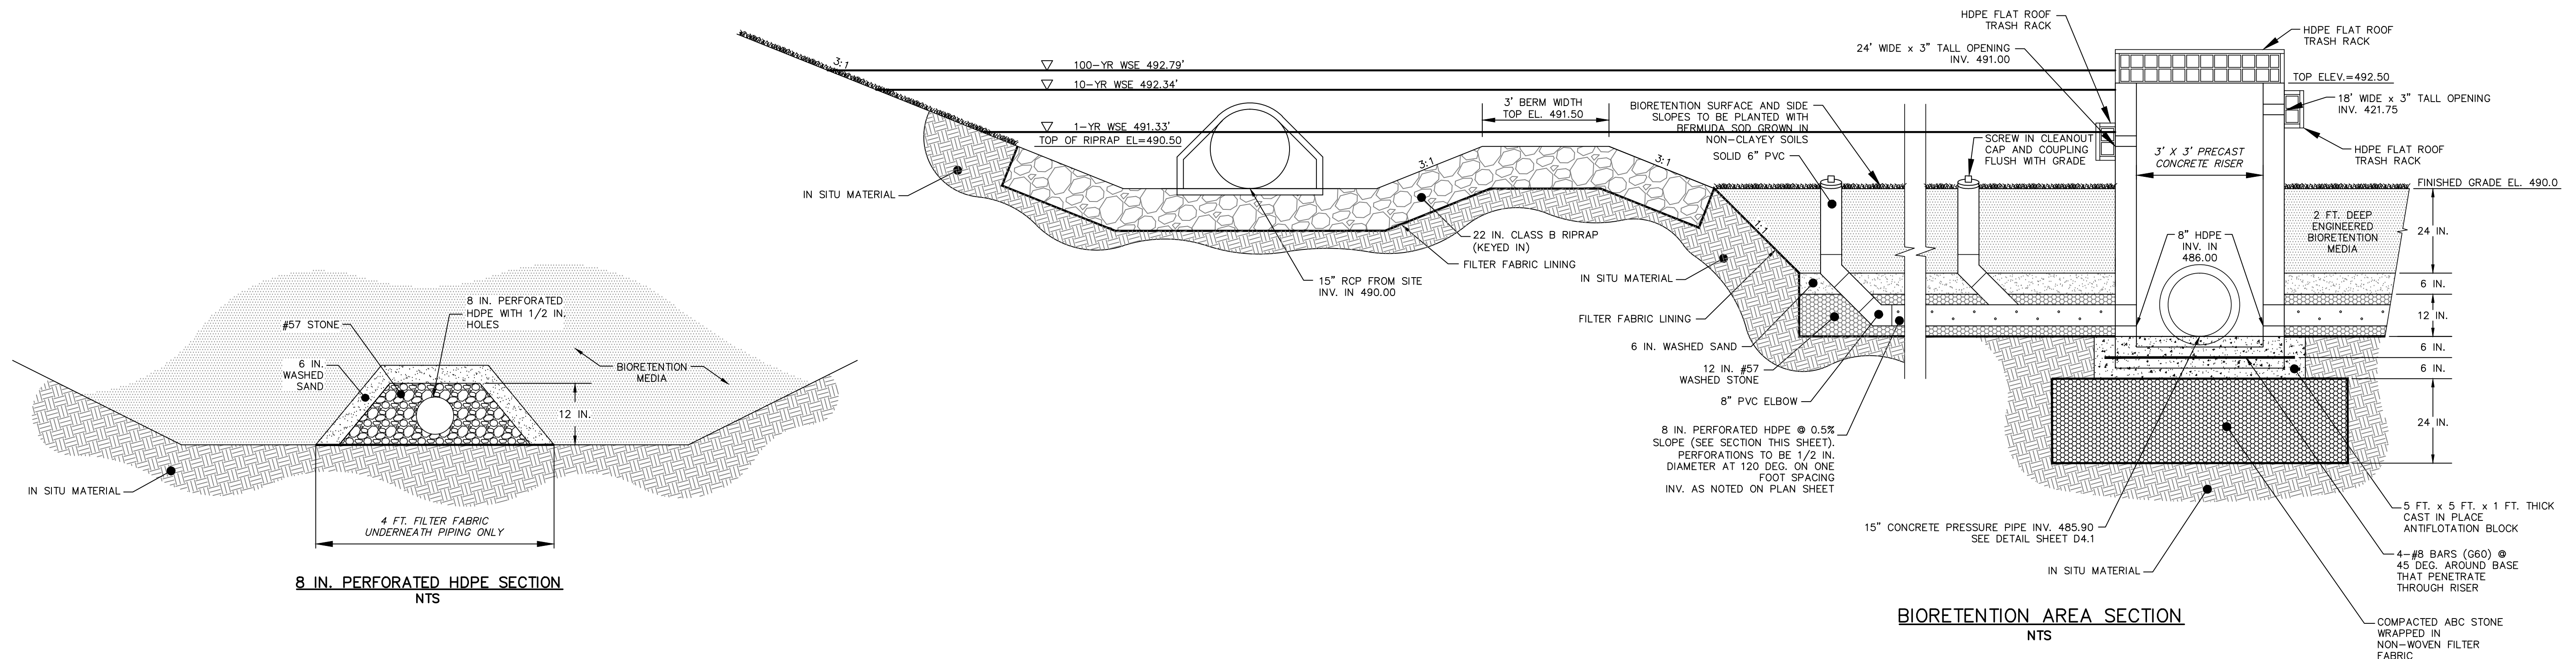 8 IN. PERFORATED
HDPE WITH 1/2 IN.
HOLES
#57 STONE
6 IN.
WASHED
SAND
BIORETENTION
MEDIA
12 IN.
IN SITU MATERIAL
4 FT. FILTER FABRIC
UNDERNEATH PIPING ONLY
8 IN. PERFORATED HDPE SECTION
NTS
3:1
100-YR WSE 492.79'
10-YR WSE 492.34'
1-YR WSE 491.33'
TOP OF RIPRAP EL=490.50
IN SITU MATERIAL
3' BERM WIDTH
TOP EL. 491.50
3:1
3:1
22 IN. CLASS B RIPRAP
(KEYED IN)
FILTER FABRIC LINING
15" RCP FROM SITE
INV. IN 490.00
BIORETENTION SURFACE AND SIDE
SLOPES TO BE PLANTED WITH
BERMUDA SOD GROWN IN
NON-CLAYEY SOILS
SOLID 6" PVC
1:1
IN SITU MATERIAL
FILTER FABRIC LINING
6 IN. WASHED SAND
12 IN. #57
WASHED STONE
8" PVC ELBOW
8 IN. PERFORATED HDPE @ 0.5%
SLOPE (SEE SECTION THIS SHEET).
PERFORATIONS TO BE 1/2 IN.
DIAMETER AT 120 DEG. ON ONE
FOOT SPACING
INV. AS NOTED ON PLAN SHEET
HDPE FLAT ROOF
TRASH RACK
24' WIDE x 3" TALL OPENING
INV. 491.00
SCREW IN CLEANOUT
CAP AND COUPLING
FLUSH WITH GRADE
3' X 3' PRECAST
CONCRETE RISER
8" HDPE
INV. IN
486.00
HDPE FLAT ROOF
TRASH RACK
TOP ELEV.=492.50
18' WIDE x 3" TALL OPENING
INV. 421.75
HDPE FLAT ROOF
TRASH RACK
FINISHED GRADE EL. 490.0
2 FT. DEEP
ENGINEERED
BIORETENTION
MEDIA
24 IN.
6 IN.
12 IN.
6 IN.
6 IN.
24 IN.
15" CONCRETE PRESSURE PIPE INV. 485.90
SEE DETAIL SHEET D4.1
IN SITU MATERIAL
5 FT. x 5 FT. x 1 FT. THICK
CAST IN PLACE
ANTIFLOTATION BLOCK
4-#8 BARS (G60) @
45 DEG. AROUND BASE
THAT PENETRATE
THROUGH RISER
COMPACTED ABC STONE
WRAPPED IN
NON-WOVEN FILTER
FABRIC
BIORETENTION AREA SECTION
NTS